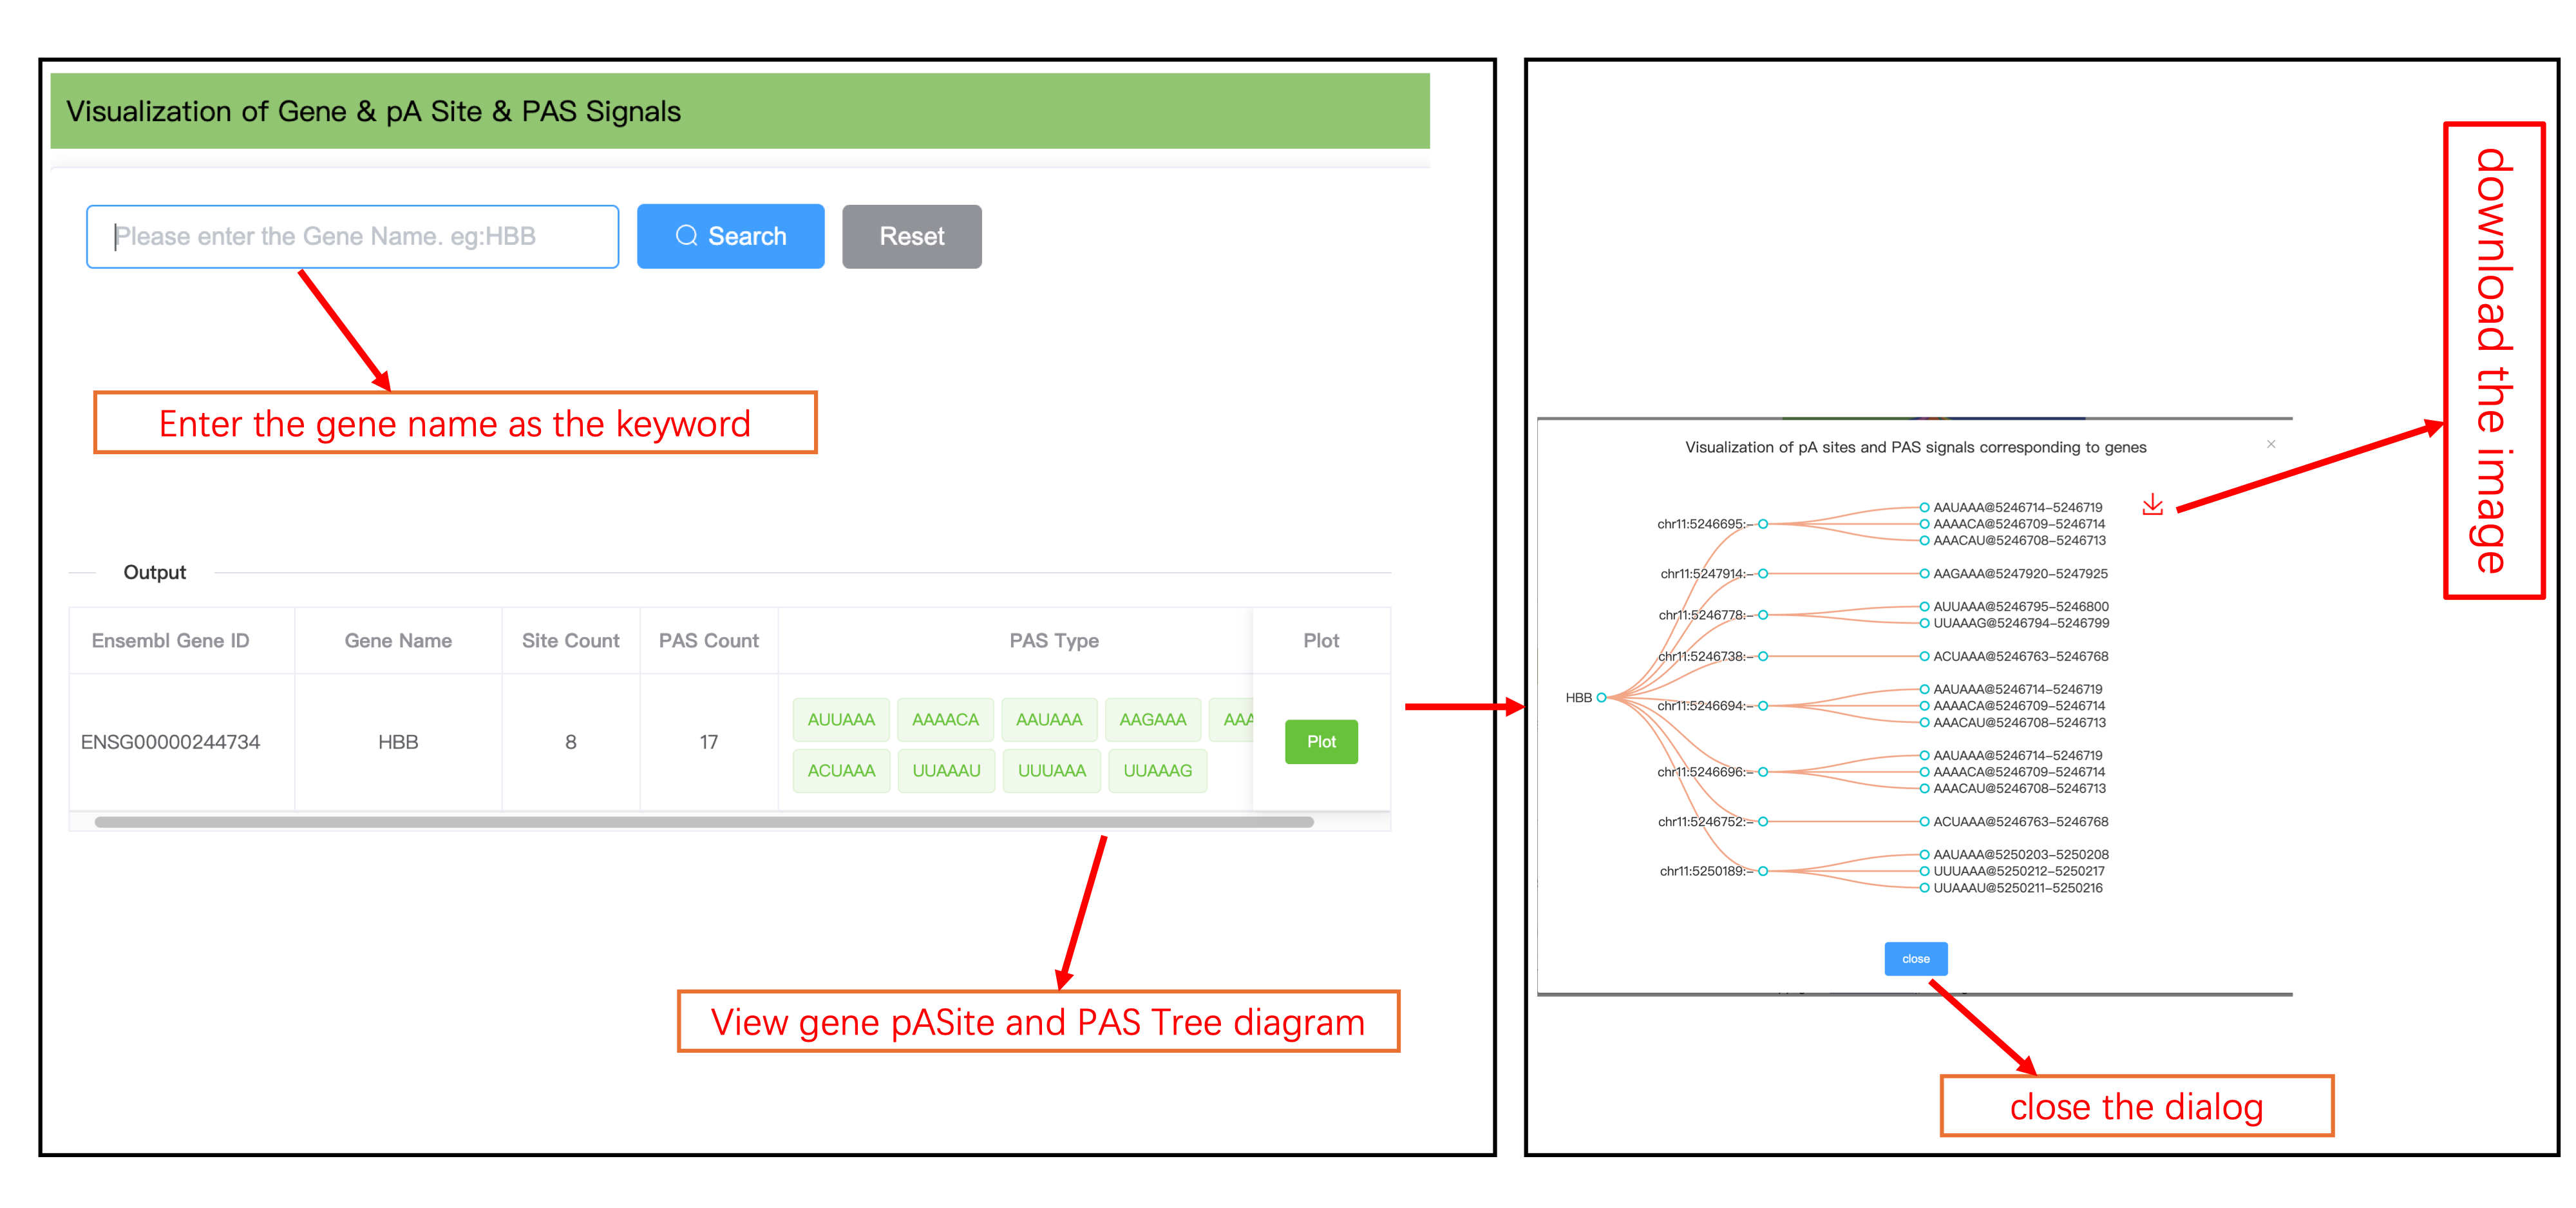 Visualization of Gene & pA Site & PAS Signals
Please enter the Gene Name. eg:HBB
Search
Reset
Enter the gene name as the keyword
Output
Ensembl Gene ID Gene Name Site Count PAS Count PAS Type Plot
AUUAAA AAAACA AAUAAA AAGAAA AAA
ENSG00000244734 HBB 8 17 Plot
ACUAAA UUAAAU UUUAAA UUAAAG
View gene pASite and PAS Tree diagram
download the image
Visualization of pA sites and PAS signals corresponding to genes
HBB
chr11:5246695:-
AAUAAA@5246714-5246719
AAAACA@5246709-5246714
AAACAU@5246708-5246713
chr11:5247914:-
AAGAAA@5247920-5247925
chr11:5246778:-
AUUAAA@5246795-5246800
UUAAAG@5246794-5246799
chr11:5246738:-
ACUAAA@5246763-5246768
chr11:5246694:-
AAUAAA@5246714-5246719
AAAACA@5246709-5246714
AAACAU@5246708-5246713
chr11:5246696:-
AAUAAA@5246714-5246719
AAAACA@5246709-5246714
AAACAU@5246708-5246713
chr11:5246752:-
ACUAAA@5246763-5246768
chr11:5250189:-
AAUAAA@5250203-5250208
UUUAAA@5250212-5250217
UUAAAU@5250211-5250216
close
close the dialog